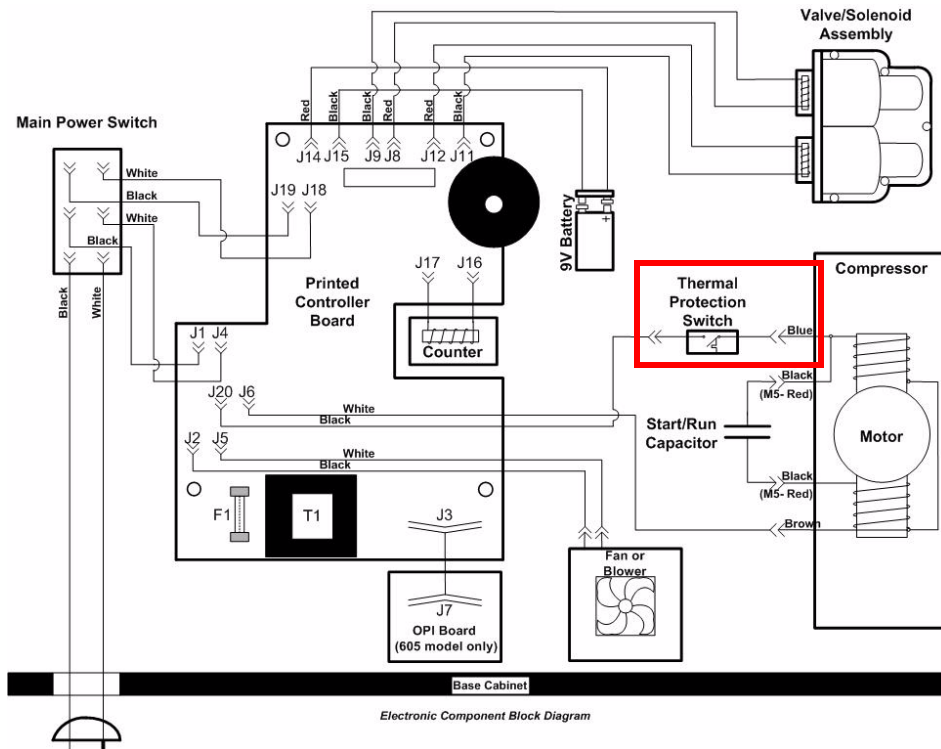 Valve/Solenoid
Assembly
Main Power Switch
Red
Black
Black
Red
Red
Black
J14
J15
J9
J8
J12
J11
White
Black
White
Black
J19
J18
9V Battery
+
Black
White
Printed
Controller
Board
J17
J16
Counter
Thermal
Protection
Switch
Blue
Compressor
J1
J4
Black
(M5- Red)
J20
J6
White
Black
Start/Run
Capacitor
Motor
J2
J5
White
Black
Black
(M5- Red)
Brown
F1
T1
J3
Fan or
Blower
J7
OPI Board
(605 model only)
Base Cabinet
Electronic Component Block Diagram